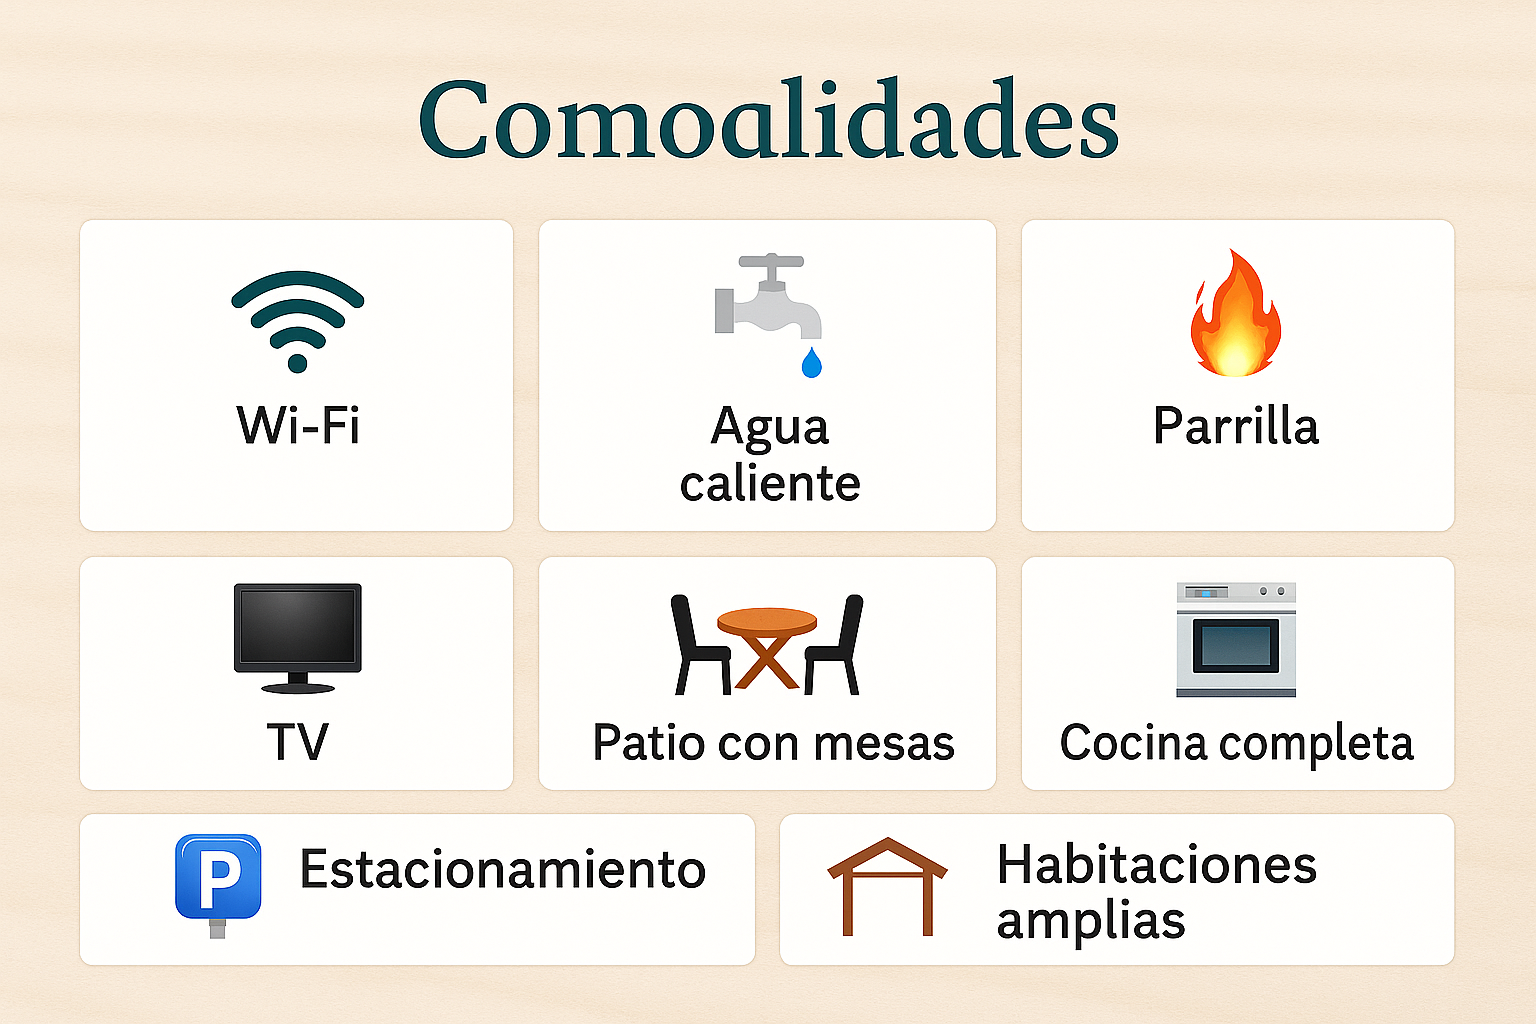 Comoalidades
Wi-Fi
Agua
caliente
Parrilla
TV
Patio con mesas
Cocina completa
P
Estacionamiento
Habitaciones
amplias